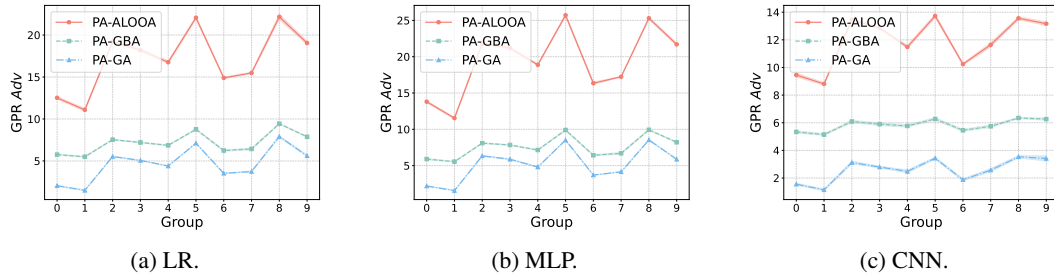 GPR Adv
20
15
10
5
PA-ALOOA
PA-GBA
PA-GA
0 1 2 3 4 5 6 7 8 9
Group
(a) LR.
GPR Adv
25
20
15
10
5
PA-ALOOA
PA-GBA
PA-GA
0 1 2 3 4 5 6 7 8 9
Group
(b) MLP.
GPR Adv
14
12
10
8
6
4
2
PA-ALOOA
PA-GBA
PA-GA
0 1 2 3 4 5 6 7 8 9
Group
(c) CNN.